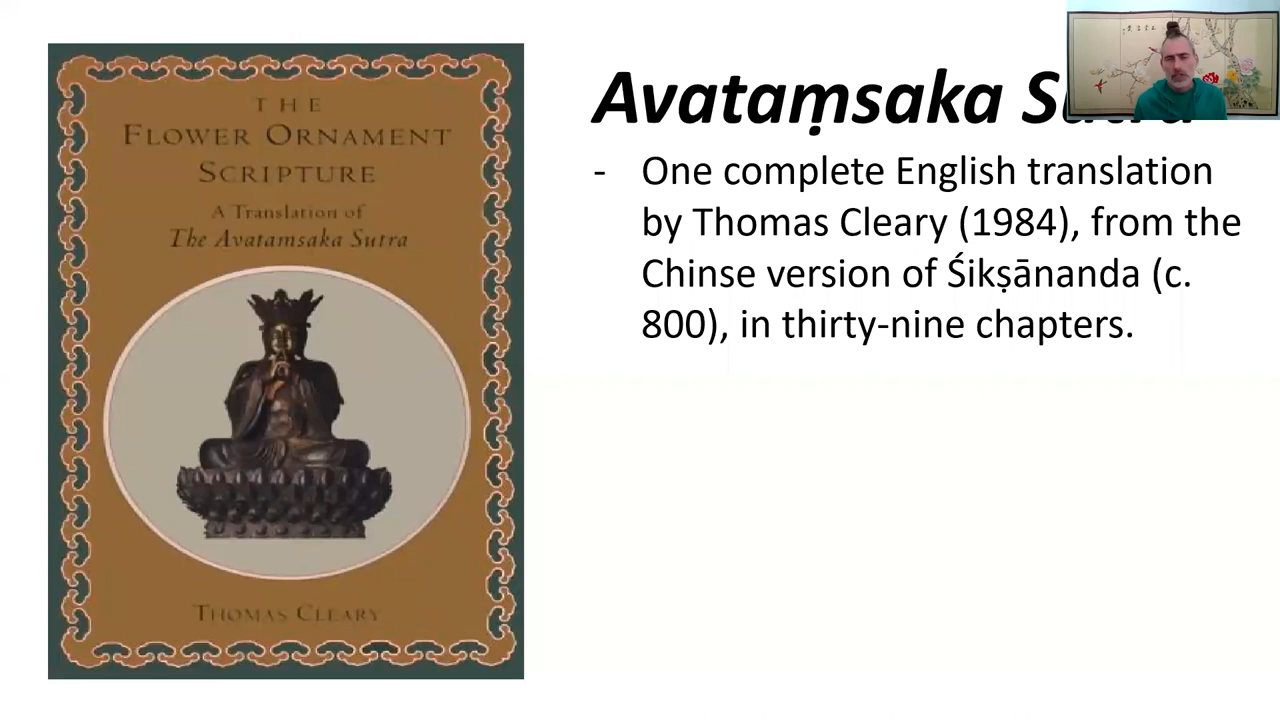 THE
FLOWER ORNAMENT
SCRIPTURE
A Translation of
The Avatamsaka Sutra
THOMAS CLEARY
Avataṃsaka
- One complete English translation
by Thomas Cleary (1984), from the
Chinse version of Śikṣānanda (c.
800), in thirty-nine chapters.